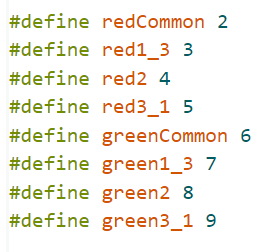 #define redCommon 2
#define red1_3 3
#define red2 4
#define red3_1 5
#define greenCommon 6
#define green1_3 7
#define green2 8
#define green3_1 9